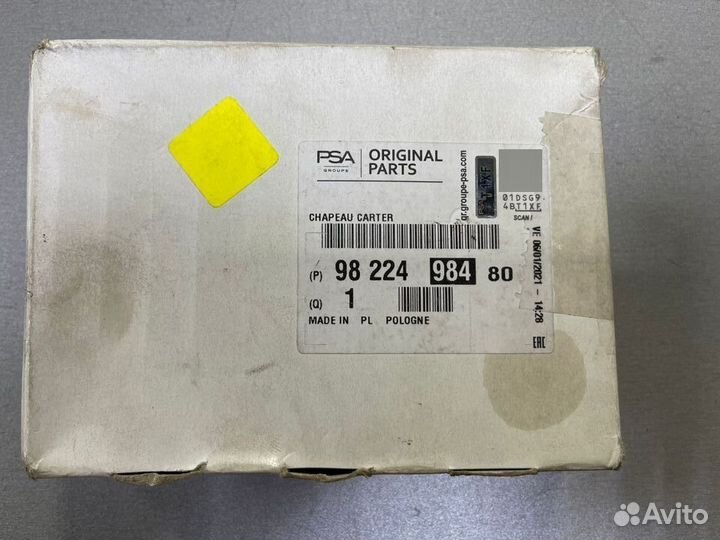 PSA
GROUPE
ORIGINAL
PARTS
CHAPEAU CARTER
(P) 98 224 984 80
(Q) 1
MADE IN PL POLOGNE
gr.groupe-psa.com
01DSG9
4BT1XF
SCAN/
VE 06/01/2021 - 14:28
EAC
Avito